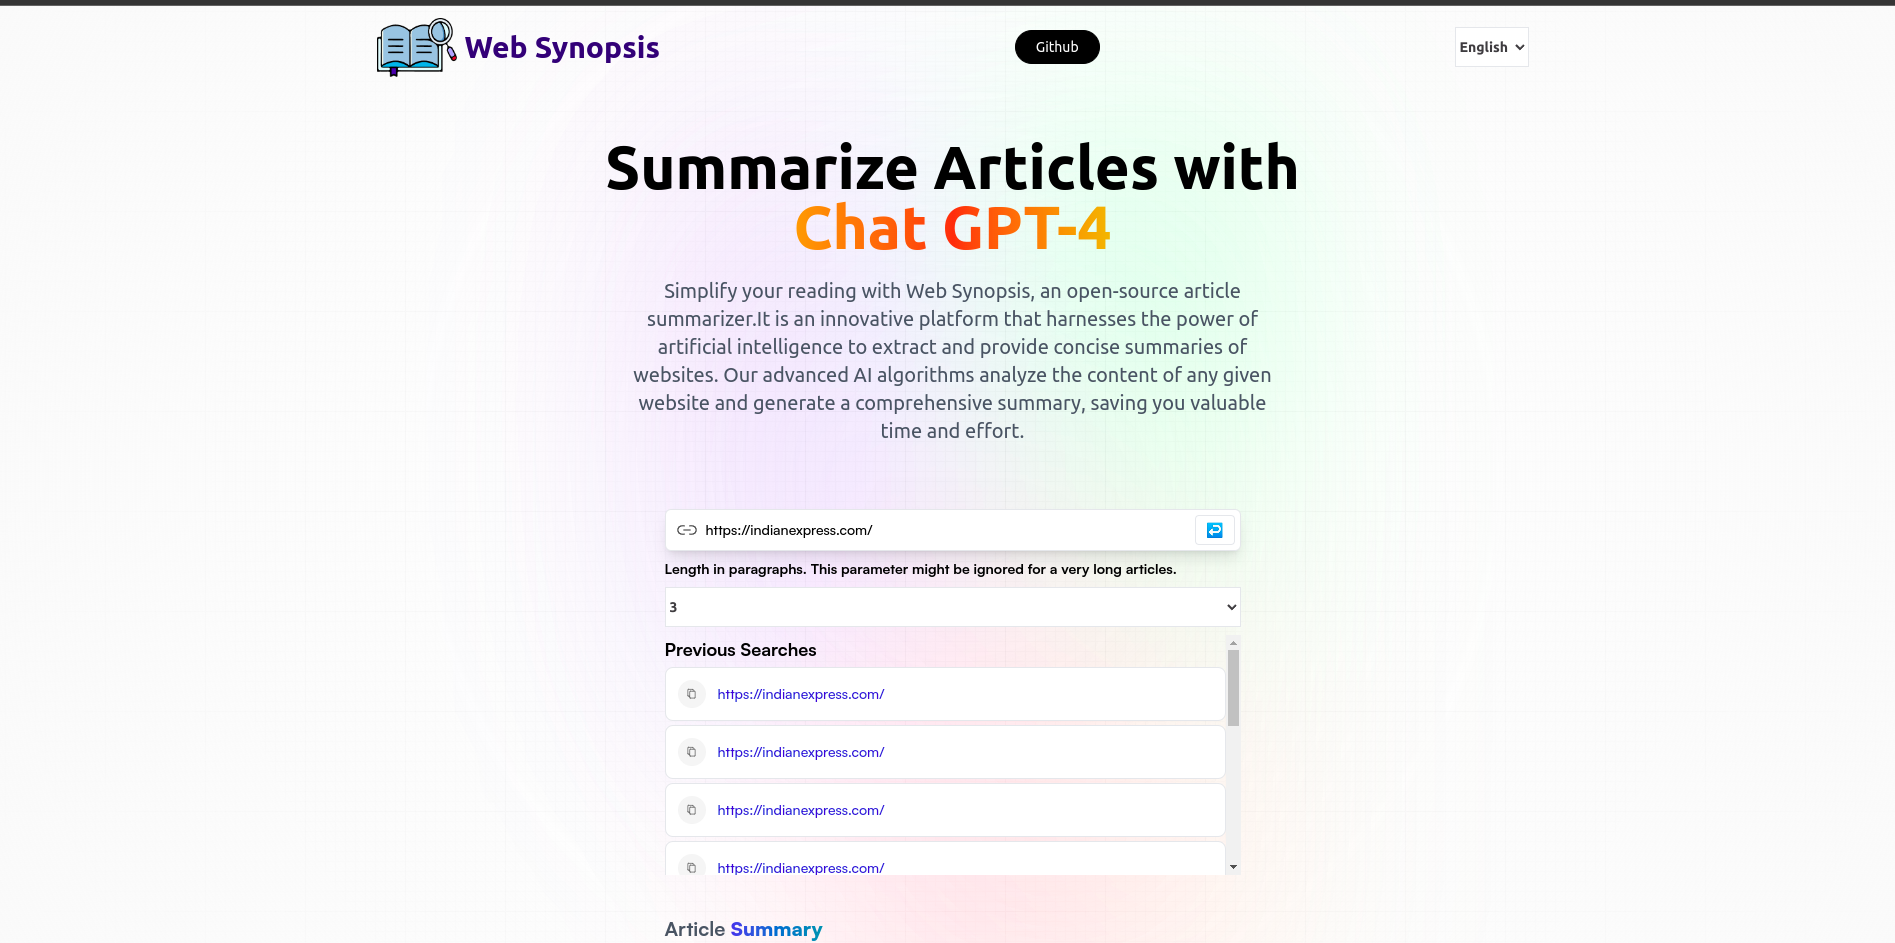 Web Synopsis
Github
English
Summarize Articles with
Chat GPT-4
Simplify your reading with Web Synopsis, an open-source article
summarizer.It is an innovative platform that harnesses the power of
artificial intelligence to extract and provide concise summaries of
websites. Our advanced AI algorithms analyze the content of any given
website and generate a comprehensive summary, saving you valuable
time and effort.
https://indianexpress.com/
Length in paragraphs. This parameter might be ignored for a very long articles.
3
Previous Searches
https://indianexpress.com/
https://indianexpress.com/
https://indianexpress.com/
https://indianexpress.com/
Article Summary